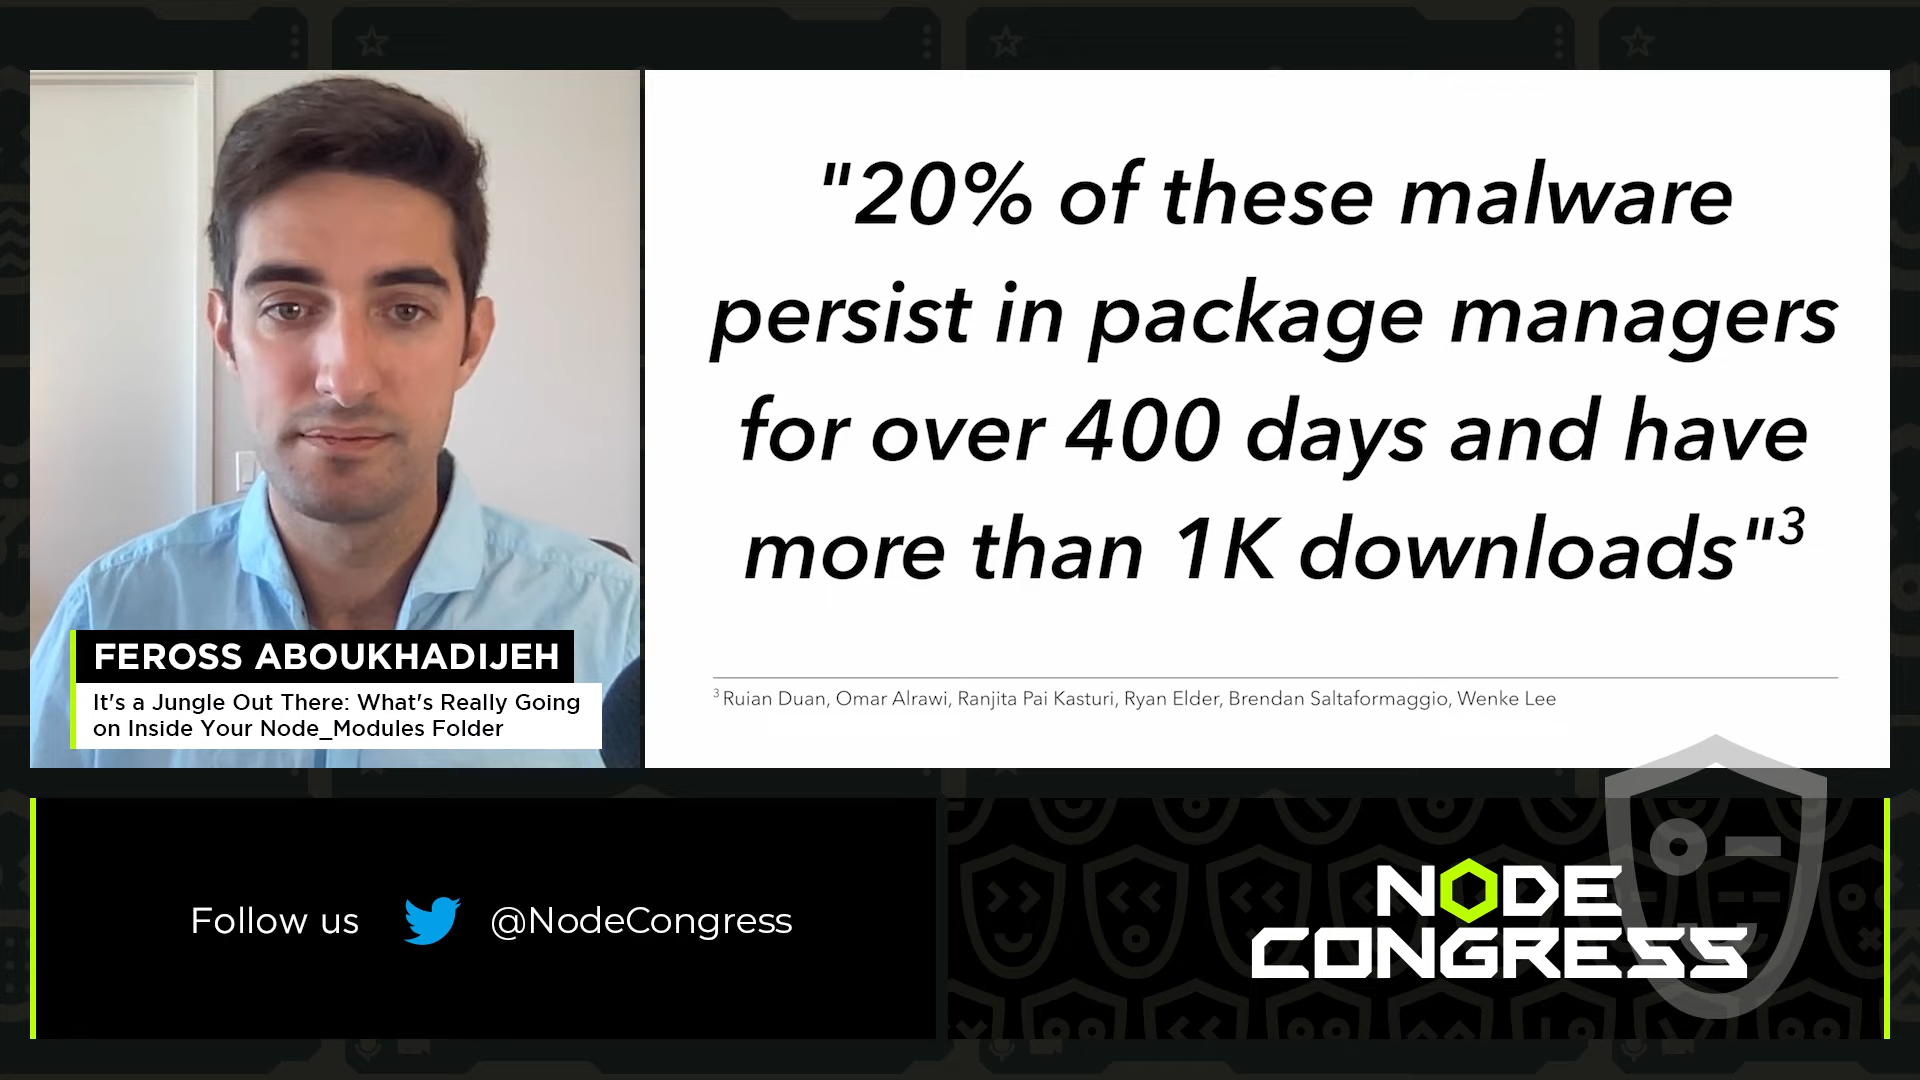 "20% of these malware
persist in package managers
for over 400 days and have
more than 1K downloads"3
3 Ruian Duan, Omar Alrawi, Ranjita Pai Kasturi, Ryan Elder, Brendan Saltaformaggio, Wenke Lee
FEROSS ABOUKHADIJEH
It's a Jungle Out There: What's Really Going
on Inside Your Node_Modules Folder
Follow us @NodeCongress
NODE
CONGRESS